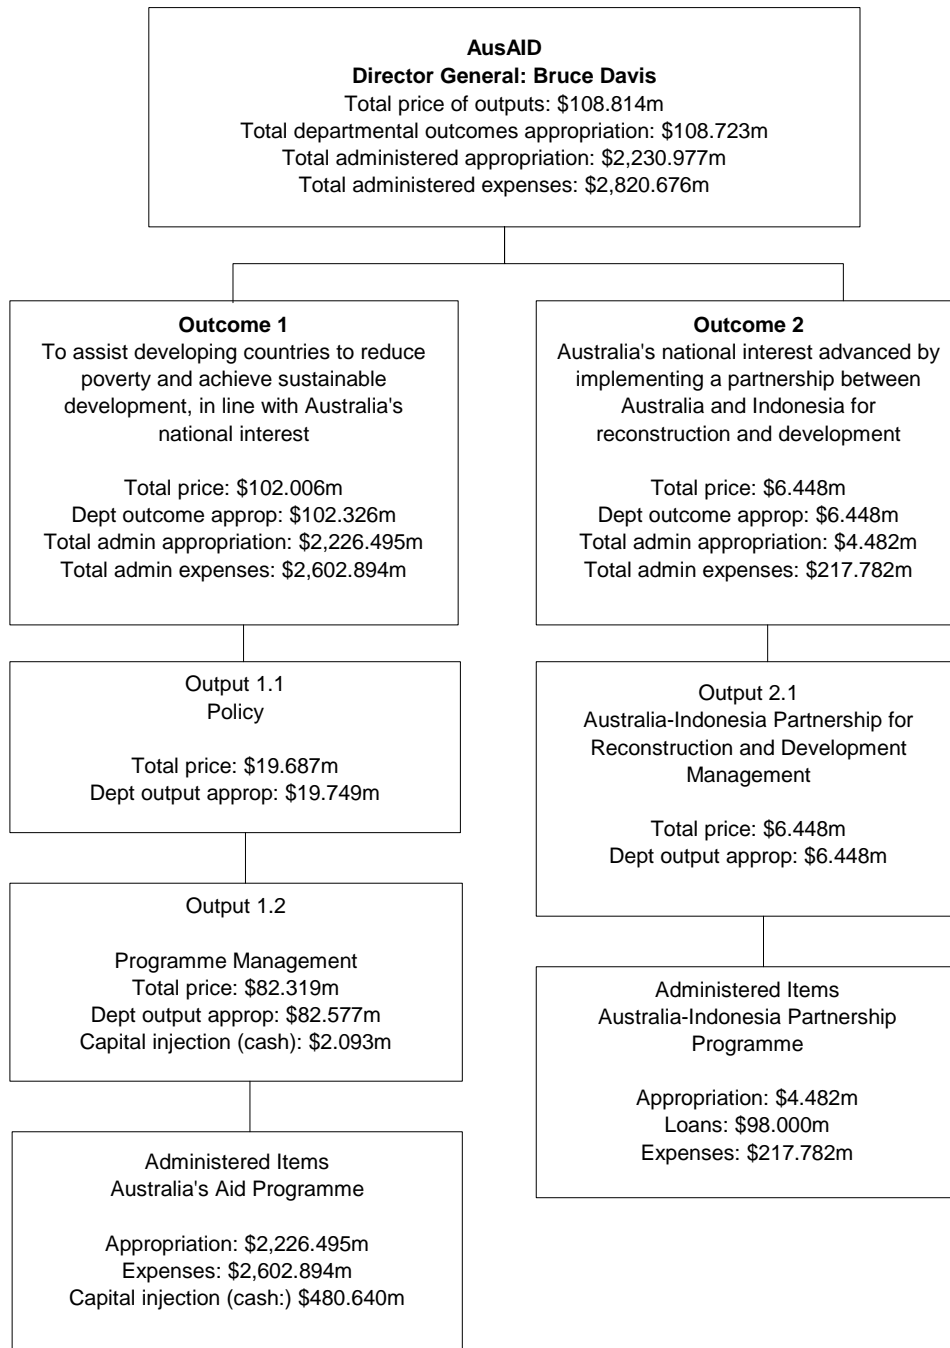 AusAID
Director General: Bruce Davis
Total price of outputs: $108.814m
Total departmental outcomes appropriation: $108.723m
Total administered appropriation: $2,230.977m
Total administered expenses: $2,820.676m
Outcome 1
To assist developing countries to reduce
poverty and achieve sustainable
development, in line with Australia's
national interest
Total price: $102.006m
Dept outcome approp: $102.326m
Total admin appropriation: $2,226.495m
Total admin expenses: $2,602.894m
Outcome 2
Australia's national interest advanced by
implementing a partnership between
Australia and Indonesia for
reconstruction and development
Total price: $6.448m
Dept outcome approp: $6.448m
Total admin appropriation: $4.482m
Total admin expenses: $217.782m
Output 1.1
Policy
Total price: $19.687m
Dept output approp: $19.749m
Output 2.1
Australia-Indonesia Partnership for
Reconstruction and Development
Management
Total price: $6.448m
Dept output approp: $6.448m
Output 1.2
Programme Management
Total price: $82.319m
Dept output approp: $82.577m
Capital injection (cash): $2.093m
Administered Items
Australia-Indonesia Partnership
Programme
Appropriation: $4.482m
Loans: $98.000m
Expenses: $217.782m
Administered Items
Australia's Aid Programme
Appropriation: $2,226.495m
Expenses: $2,602.894m
Capital injection (cash:) $480.640m